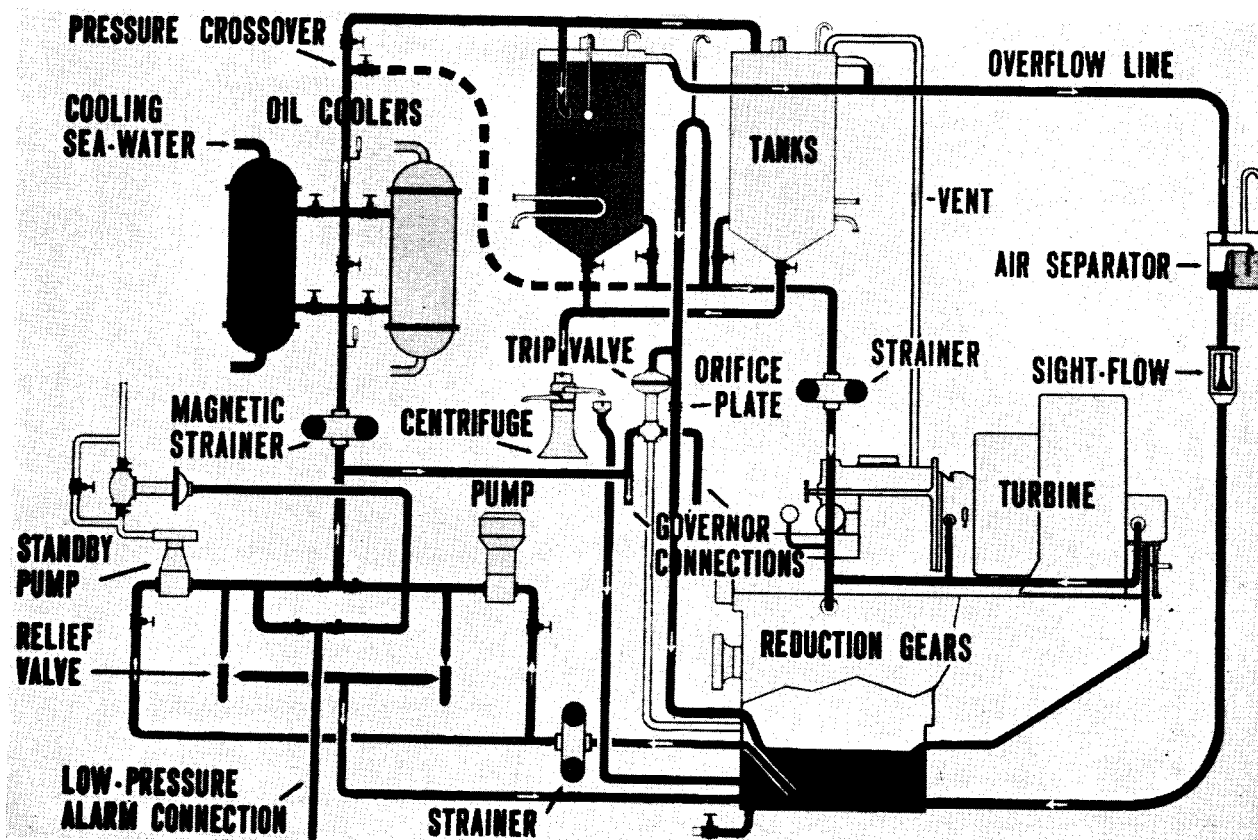 PRESSURE CROSSOVER
COOLING
SEA-WATER
OIL COOLERS
OVERFLOW LINE
TANKS
VENT
AIR SEPARATOR
TRIP VALVE
ORIFICE
PLATE
STRAINER
SIGHT-FLOW
MAGNETIC
STRAINER
CENTRIFUGE
PUMP
TURBINE
GOVERNOR
CONNECTIONS
STANDBY
PUMP
RELIEF
VALVE
REDUCTION GEARS
LOW-PRESSURE
ALARM CONNECTION
STRAINER